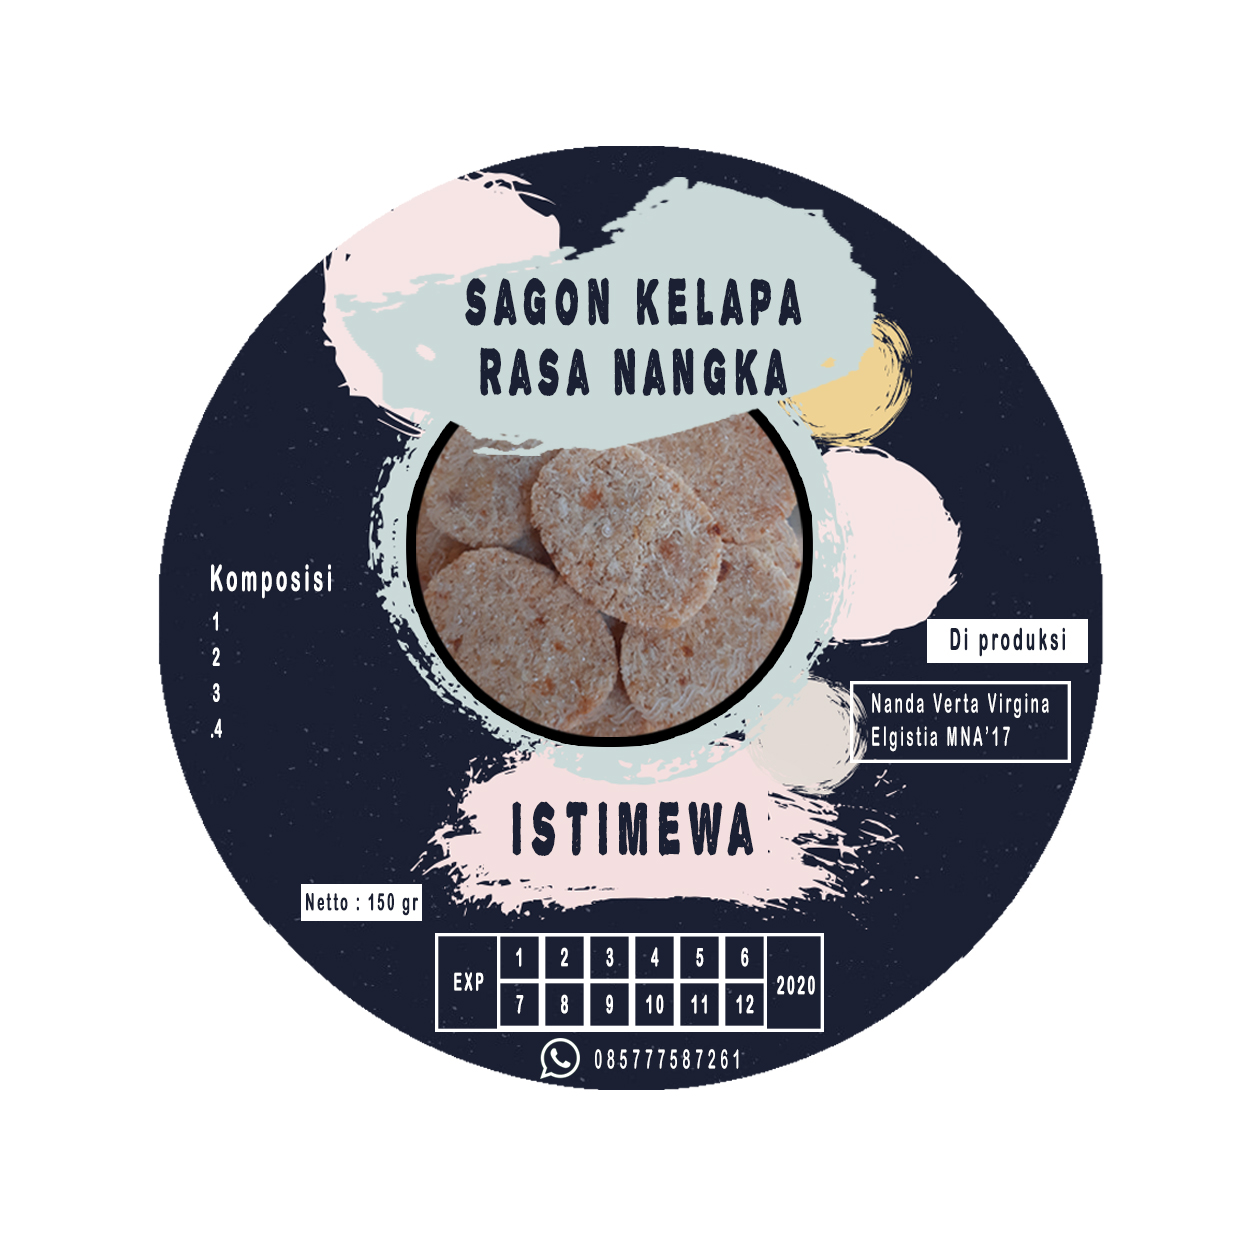 SAGON KELAPA
RASA NANGKA
Komposisi
1
2
3
.4
Di produksi
Nanda Verta Virgina
Elgistia MNA'17
ISTIMEWA
Netto : 150 gr
EXP
1 2 3 4 5 6
7 8 9 10 11 12
2020
085777587261